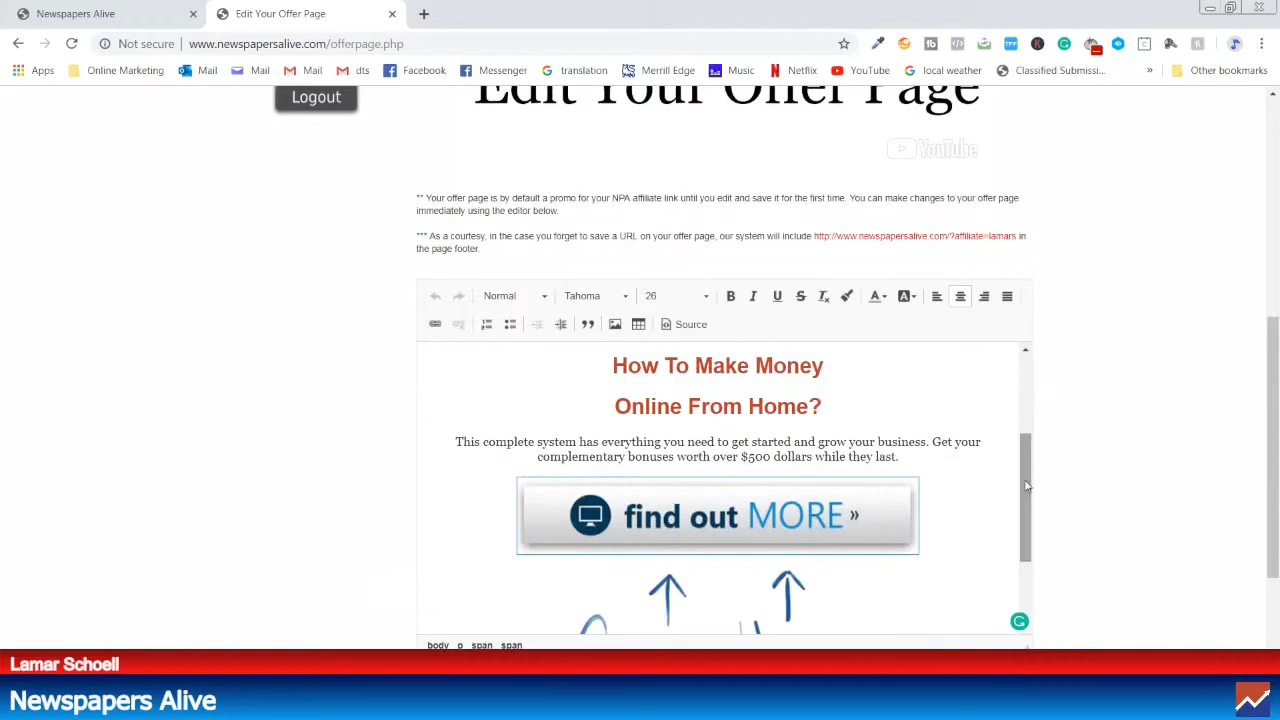 Newspapers Alive
Edit Your Offer Page
Not secure
www.newspapersalive.com/offerpage.php
Apps
Online Marketing
Mail
Mail
Mail
dts
Facebook
Messenger
translation
Merrill Edge
Music
Netflix
YouTube
local weather
Classified Submissi...
»
Other bookmarks
Logout
Edit Your Offer Page
YouTube
** Your offer page is by default a promo for your NPA affiliate link until you edit and save it for the first time. You can make changes to your offer page
immediately using the editor below.
*** As a courtesy, in the case you forget to save a URL on your offer page, our system will include http://www.newspapersalive.com/?affiliate=lamars in
the page footer.
Normal
Tahoma
26
B I U S Tx A A
Source
How To Make Money
Online From Home?
This complete system has everything you need to get started and grow your business. Get your
complementary bonuses worth over $500 dollars while they last.
find out MORE »
body p span span
Lamar Schoell
Newspapers Alive